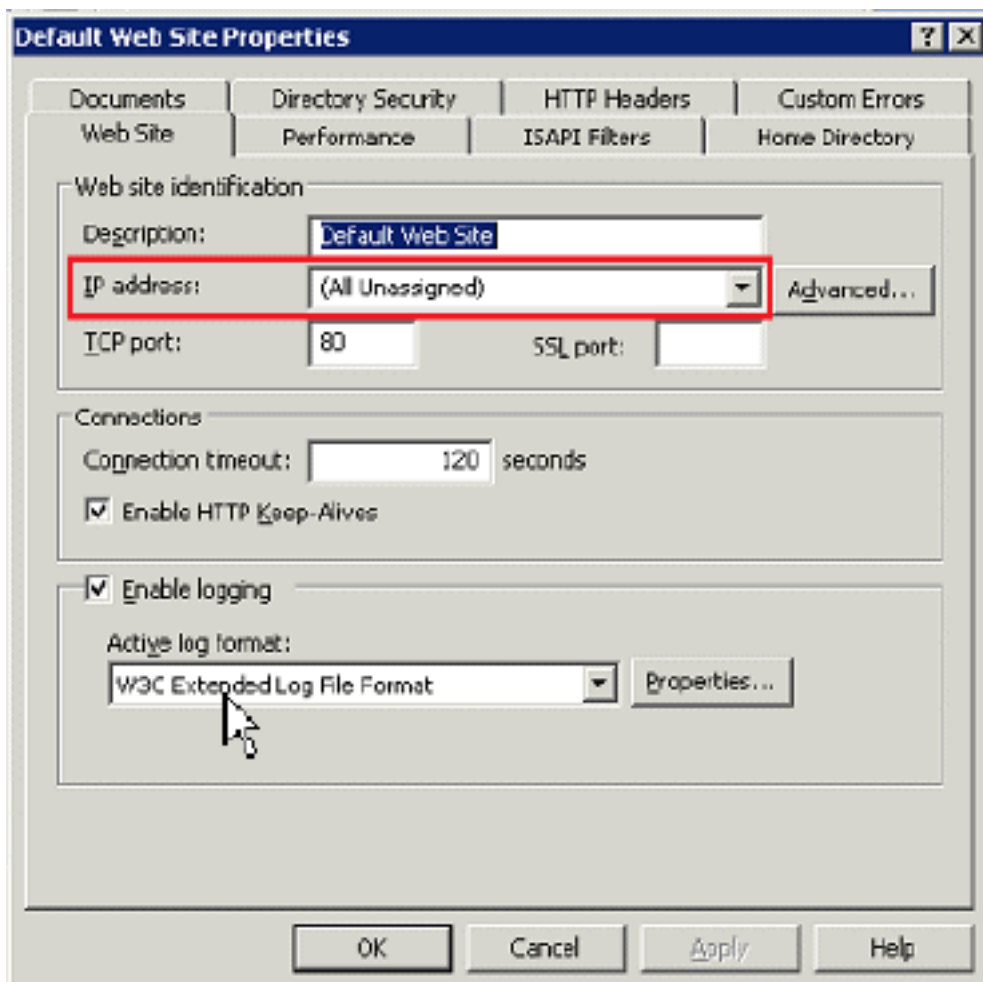 Default Web Site Properties
Documents Directory Security HTTP Headers Custom Errors
Web Site Performance ISAPI Filters Home Directory
Web site identification
Description: Default Web Site
IP address: (All Unassigned) Advanced...
TCP port: 80 SSL port:
Connections
Connection timeout: 120 seconds
Enable HTTP Keep-Alives
Enable logging
Active log format:
W3C Extended Log File Format Properties...
OK Cancel Apply Help